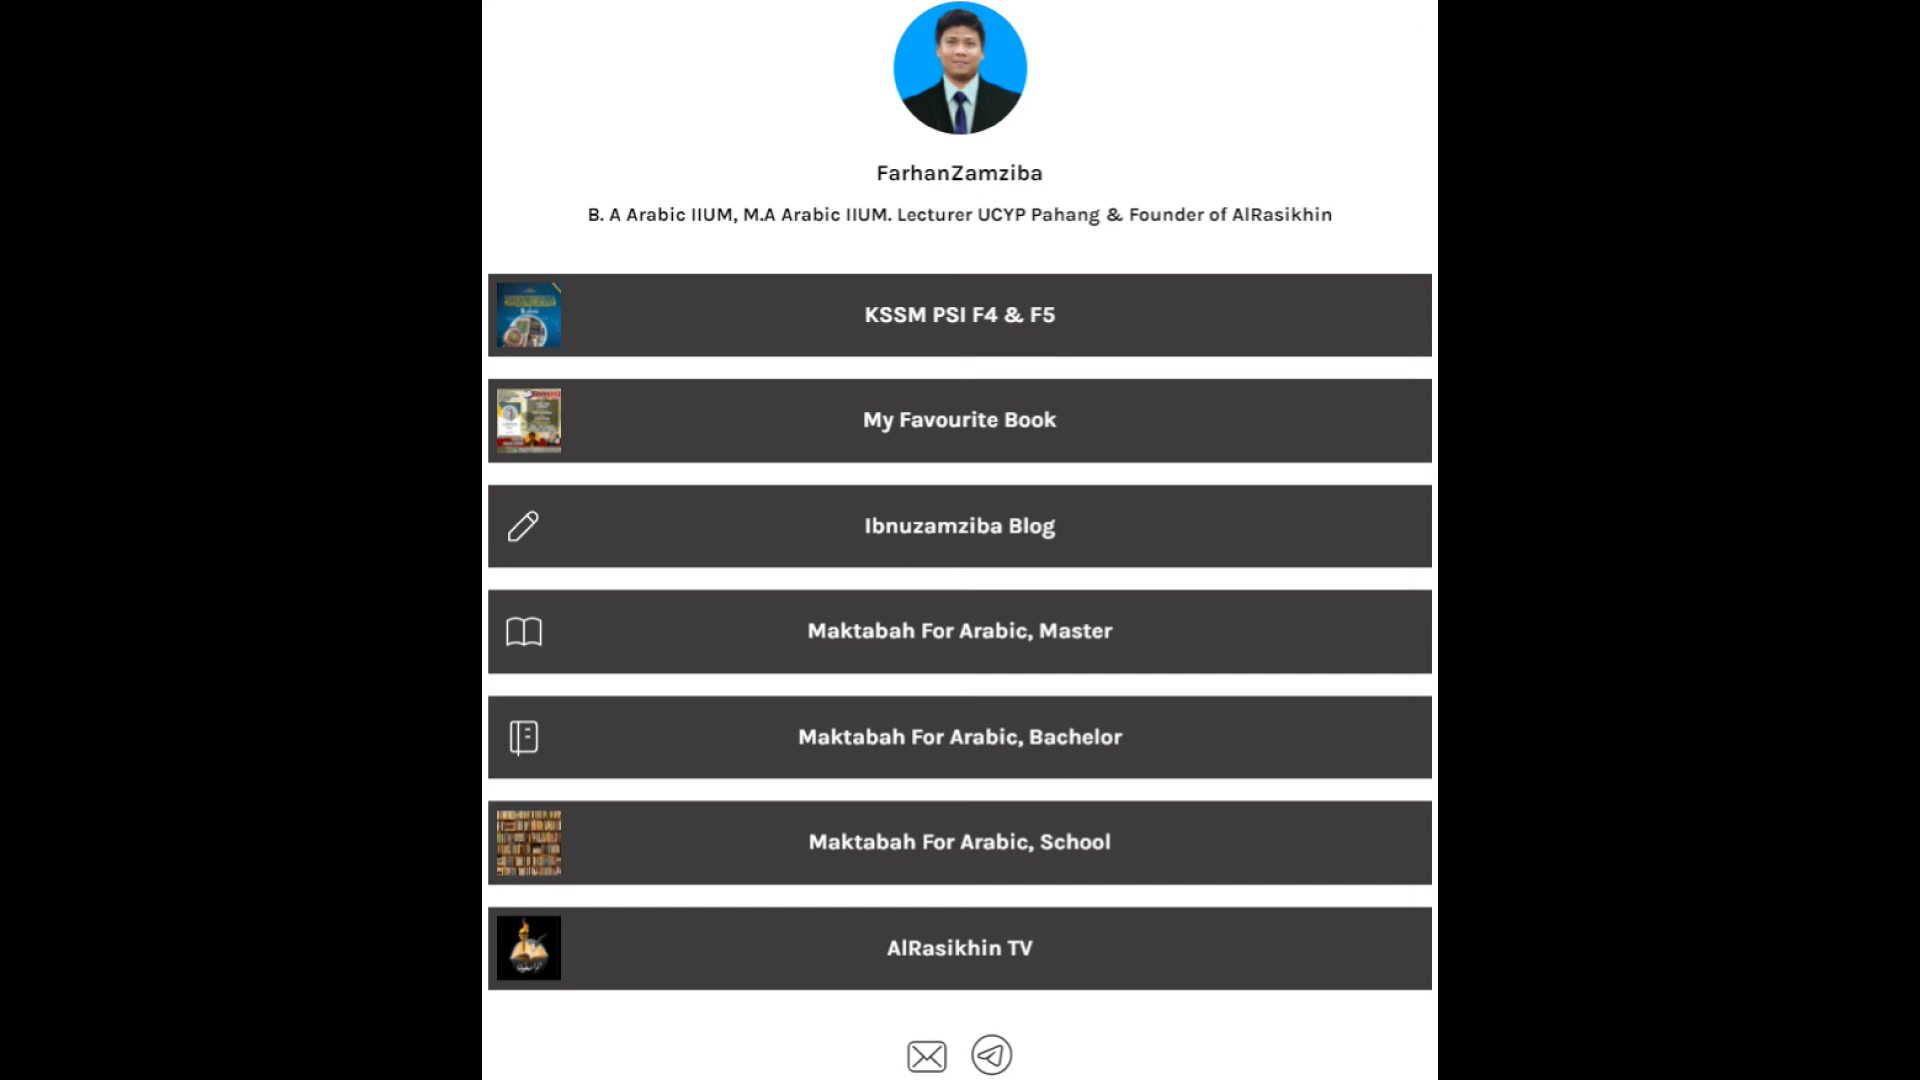 FarhanZamziba
B. A Arabic IIUM, M.A Arabic IIUM. Lecturer UCYP Pahang & Founder of AlRasikhin
KSSM PSI F4 & F5
My Favourite Book
Ibnuzamziba Blog
Maktabah For Arabic, Master
Maktabah For Arabic, Bachelor
Maktabah For Arabic, School
AlRasikhin TV